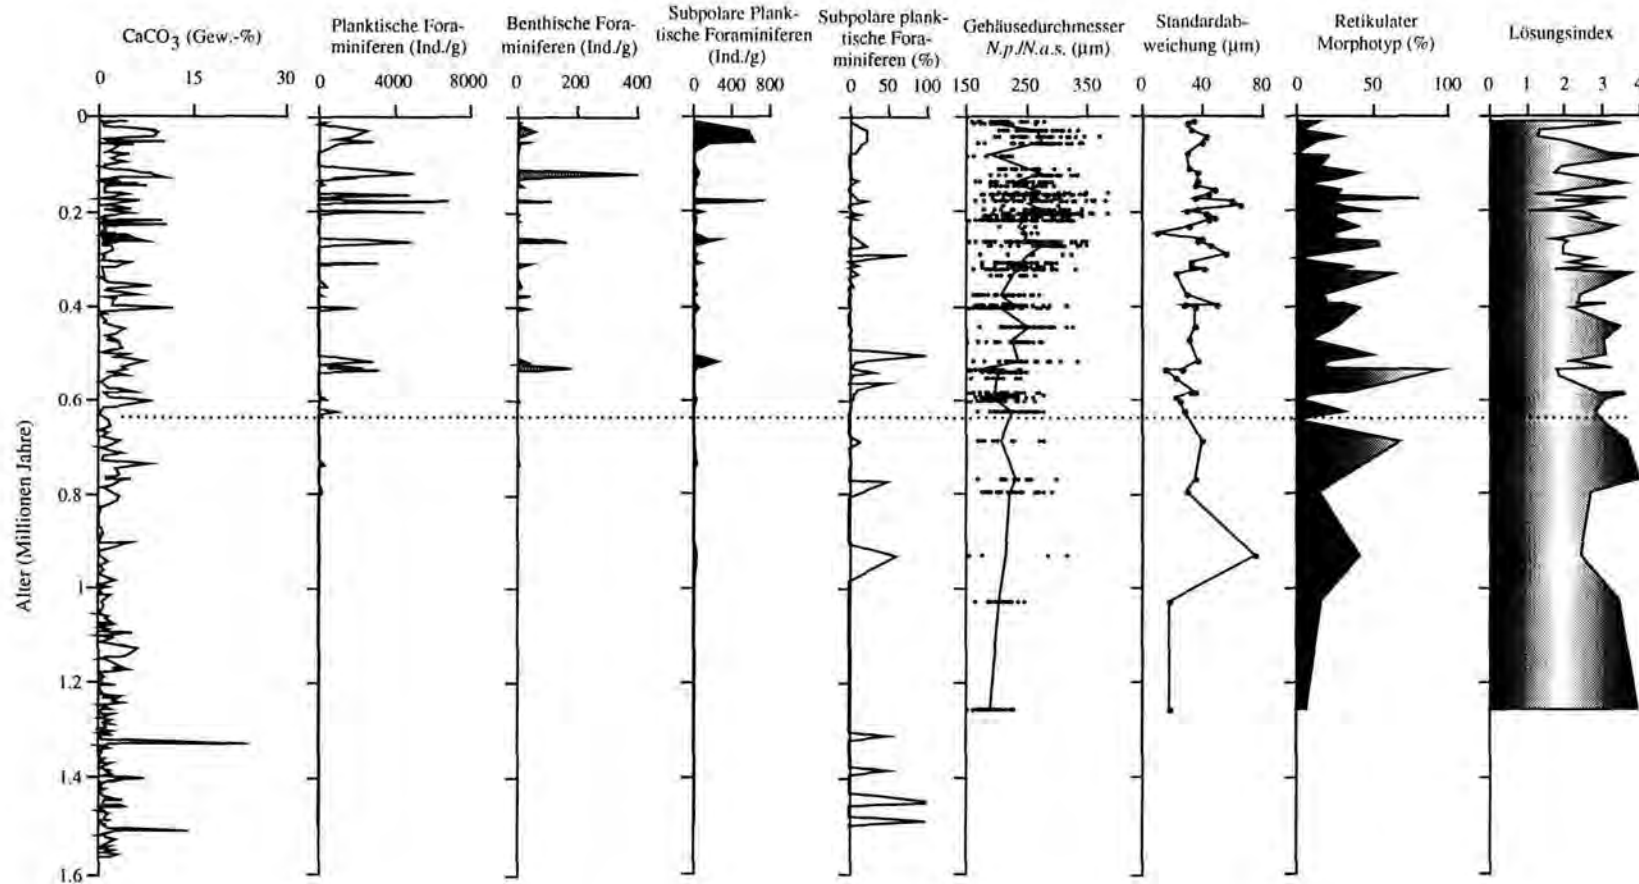 CaCO3 (Gew.-%)
0 15 30
Planktische Fora-
miniferen (Ind./g)
0 4000 8000
Benthische Fora-
miniferen (Ind./g)
0 200 400
Subpolare Plank-
tische Foraminiferen
(Ind./g)
0 400 800
Subpolare plank-
tische Fora-
miniferen (%)
0 50 100
Gehäusedurchmesser
N.p./N.a.s. (µm)
150 250 350
Standardab-
weichung (µm)
0 40 80
Retikulater
Morphotyp (%)
0 50 100
Lösungsindex
0 1 2 3 4
Alter (Millionen Jahre)
0
0.2
0.4
0.6
0.8
1
1.2
1.4
1.6